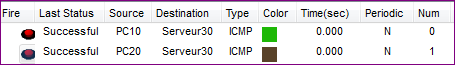 Fire Last Status Source Destination Type Color Time(sec) Periodic Num
Successful PC10 Serveur30 ICMP 0.000 N 0
Successful PC20 Serveur30 ICMP 0.000 N 1